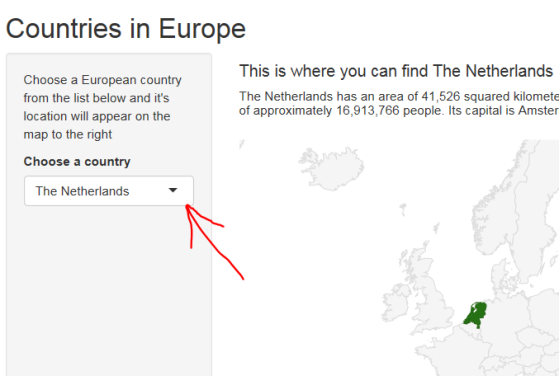 Countries in Europe
Choose a European country
from the list below and it's
location will appear on the
map to the right
Choose a country
The Netherlands
This is where you can find The Netherlands
The Netherlands has an area of 41,526 squared kilomete
of approximately 16,913,766 people. Its capital is Amster